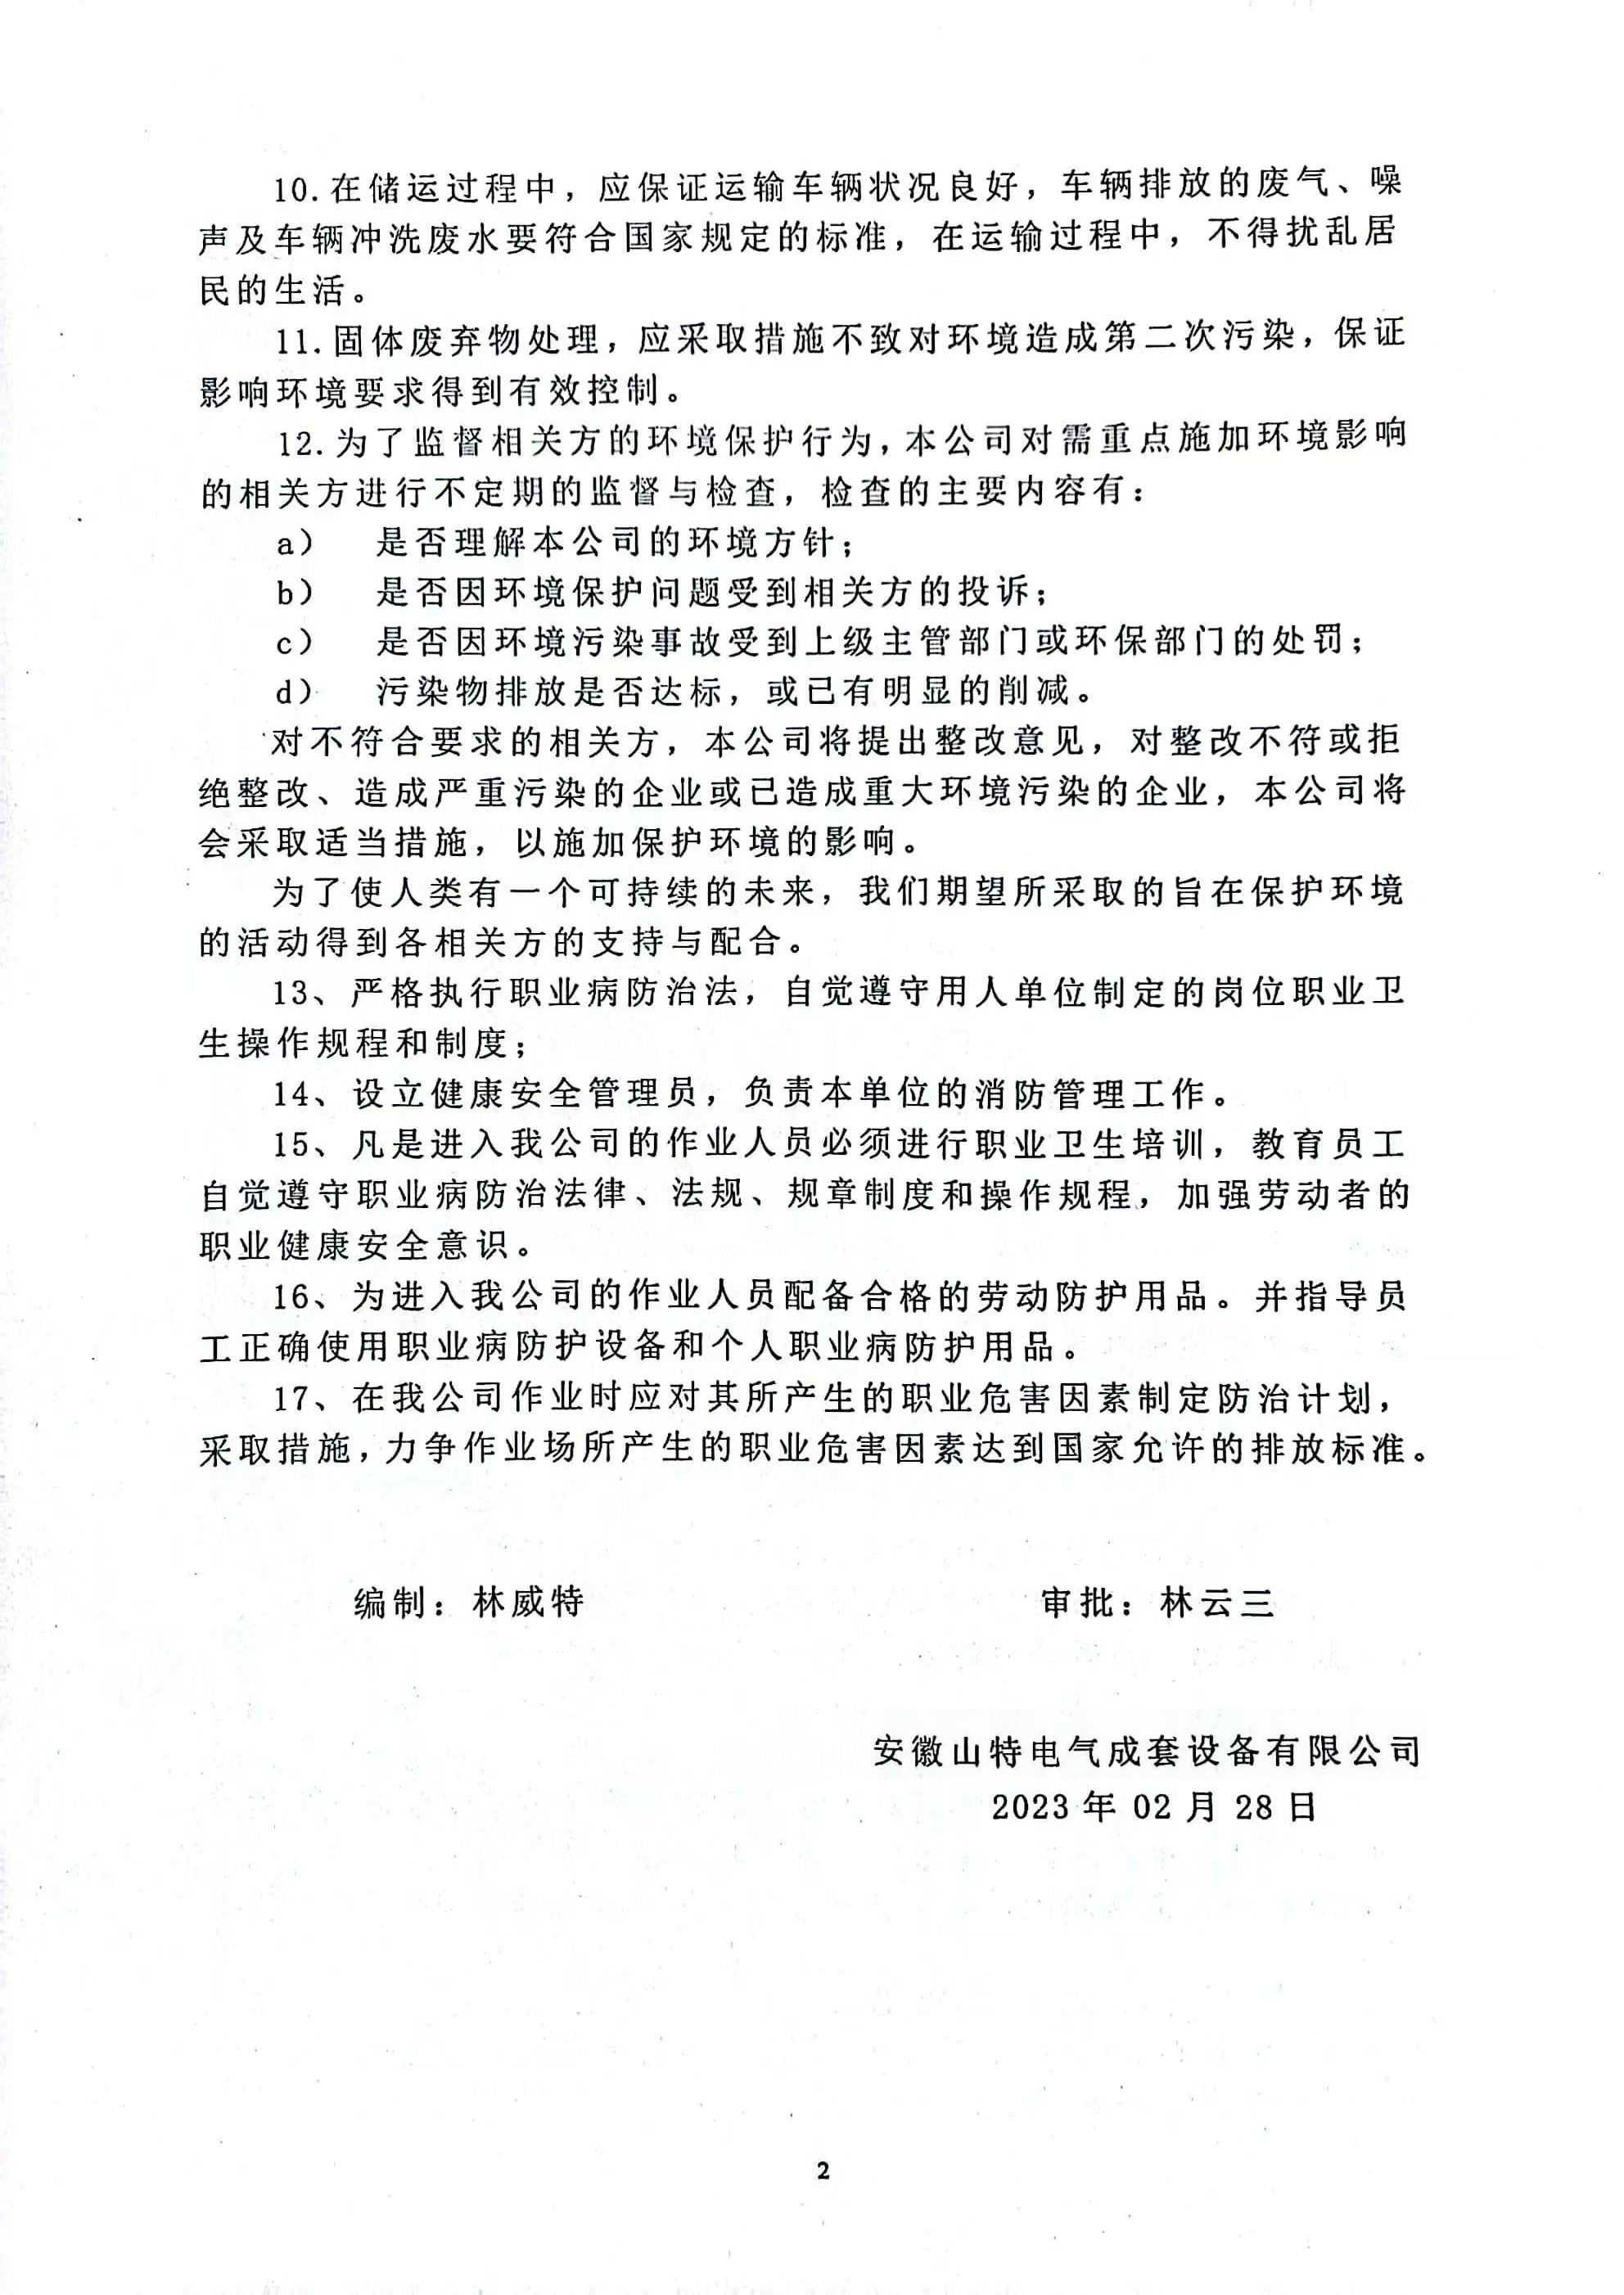 10.在储运过程中，应保证运输车辆状况良好，车辆排放的废气、噪
声及车辆冲洗废水要符合国家规定的标准，在运输过程中，不得扰乱居
民的生活。
11.固体废弃物处理，应采取措施不致对环境造成第二次污染，保证
影响环境要求得到有效控制。
12.为了监督相关方的环境保护行为，本公司对需重点施加环境影响
的相关方进行不定期的监督与检查，检查的主要内容有：
a） 是否理解本公司的环境方针；
b） 是否因环境保护问题受到相关方的投诉；
c） 是否因环境污染事故受到上级主管部门或环保部门的处罚；
d） 污染物排放是否达标，或已有明显的削减。
对不符合要求的相关方，本公司将提出整改意见，对整改不符或拒
绝整改、造成严重污染的企业或已造成重大环境污染的企业，本公司将
会采取适当措施，以施加保护环境的影响。
为了使人类有一个可持续的未来，我们期望所采取的旨在保护环境
的活动得到各相关方的支持与配合。
13、严格执行职业病防治法，自觉遵守用人单位制定的岗位职业卫
生操作规程和制度；
14、设立健康安全管理员，负责本单位的消防管理工作。
15、凡是进入我公司的作业人员必须进行职业卫生培训，教育员工
自觉遵守职业病防治法律、法规、规章制度和操作规程，加强劳动者的
职业健康安全意识。
16、为进入我公司的作业人员配备合格的劳动防护用品。并指导员
工正确使用职业病防护设备和个人职业病防护用品。
17、在我公司作业时应对其所产生的职业危害因素制定防治计划，
采取措施，力争作业场所产生的职业危害因素达到国家允许的排放标准。
编制：林威特 审批：林云三
安徽山特电气成套设备有限公司
2023 年 02 月 28 日
2